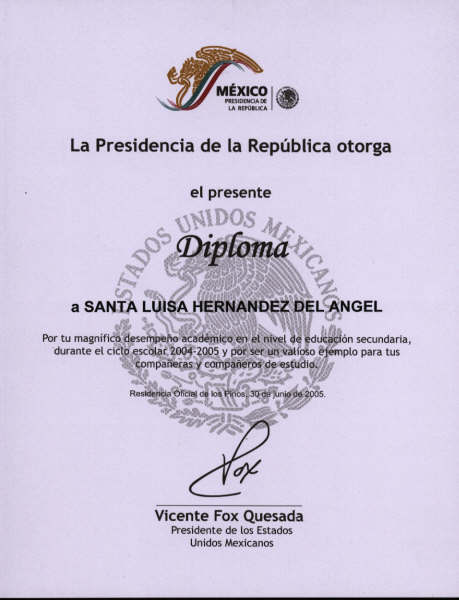 MÉXICO
PRESIDENCIA DE
LA REPÚBLICA
La Presidencia de la República otorga
el presente
ESTADOS UNIDOS MEXICANOS
Diploma
a SANTA LUISA HERNANDEZ DEL ANGEL
Por tu magnífico desempeño académico en el nivel de educación secundaria,
durante el ciclo escolar 2004-2005 y por ser un valioso ejemplo para tus
compañeras y compañeros de estudio.
Residencia Oficial de los Pinos, 30 de junio de 2005.
Fox
Vicente Fox Quesada
Presidente de los Estados
Unidos Mexicanos